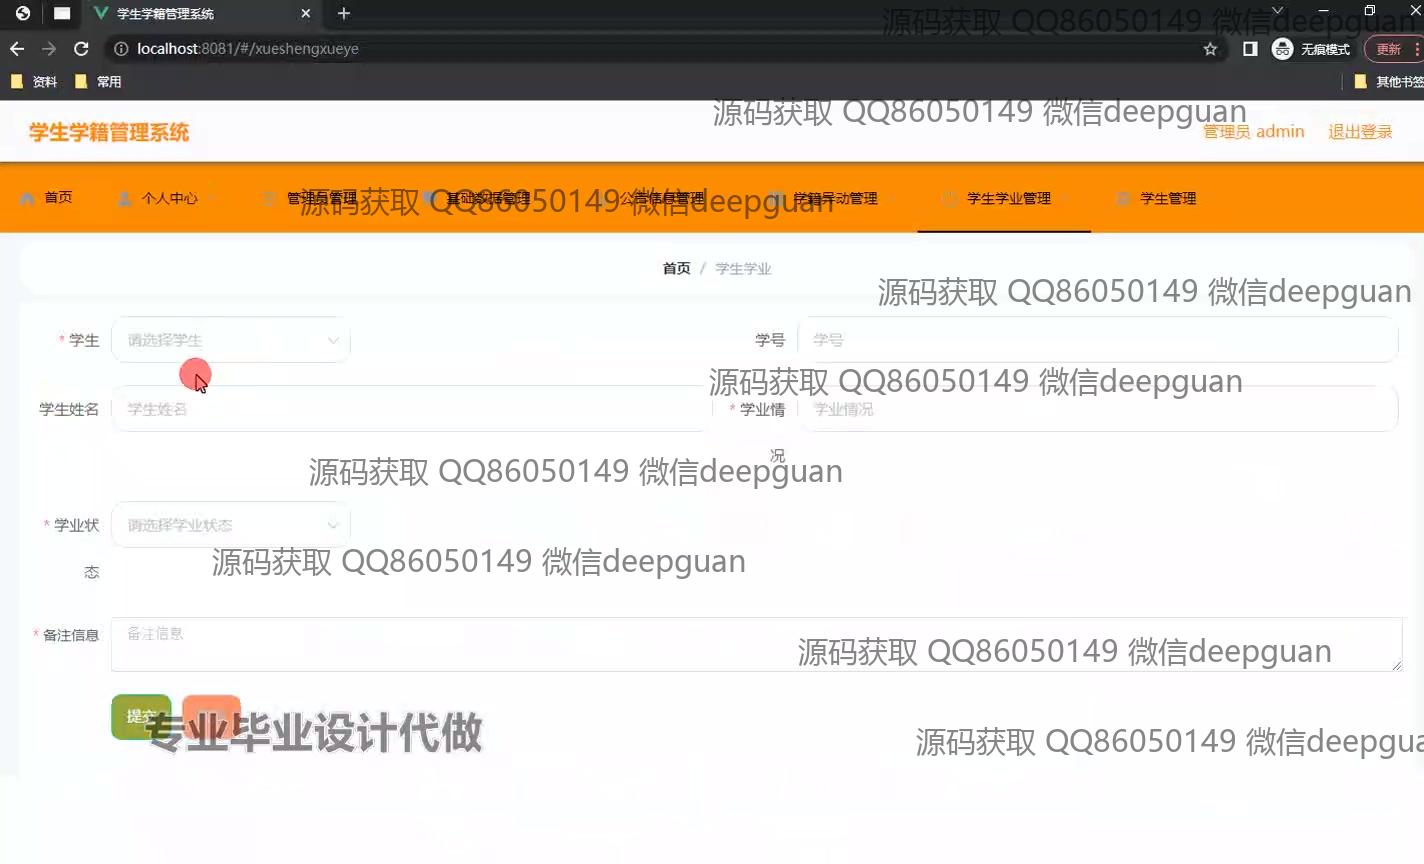 学生学籍管理系统
源码获取 QQ86050149 微信deepguan
localhost:8081/#/xueshengxueye
无痕模式
更新
资料
常用
其他书签
源码获取 QQ86050149 微信deepguan
学生学籍管理系统
管理员 admin
退出登录
首页
个人中心
管理员管理
基础数据管理
公告信息管理
学籍异动管理
学生学业管理
学生管理
源码获取 QQ86050149 微信deepguan
首页 / 学生学业
源码获取 QQ86050149 微信deepguan
* 学生
请选择学生
学号
学号
源码获取 QQ86050149 微信deepguan
学生姓名
学生姓名
* 学业情
况
学业情况
源码获取 QQ86050149 微信deepguan
* 学业状
态
请选择学业状态
源码获取 QQ86050149 微信deepguan
* 备注信息
备注信息
源码获取 QQ86050149 微信deepguan
提交
专业毕业设计代做
源码获取 QQ86050149 微信deepgua